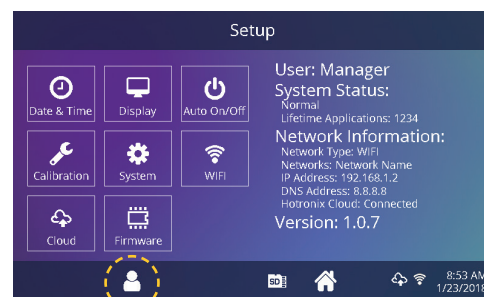 Setup
Date & Time
Display
Auto On/Off
Calibration
System
WIFI
Cloud
Firmware
User: Manager
System Status:
Normal
Lifetime Applications: 1234
Network Information:
Network Type: WIFI
Networks: Network Name
IP Address: 192.168.1.2
DNS Address: 8.8.8.8
Hotronix Cloud: Connected
Version: 1.0.7
SD
8:53 AM
1/23/2018